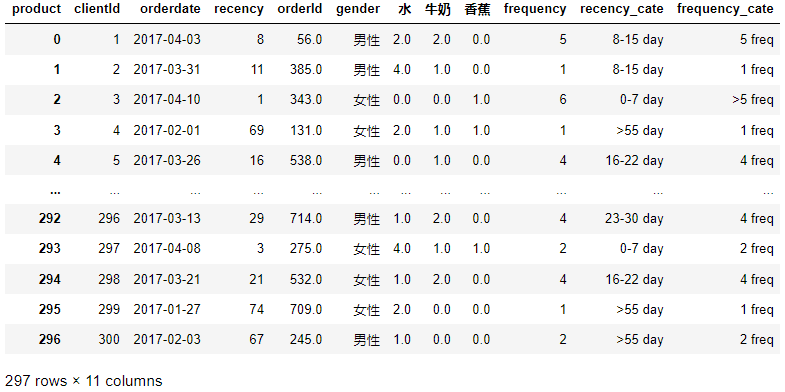 product clientId orderdate recency orderId gender 水 牛奶 香蕉 frequency recency_cate frequency_cate
0 1 2017-04-03 8 56.0 男性 2.0 2.0 0.0 5 8-15 day 5 freq
1 2 2017-03-31 11 385.0 男性 4.0 1.0 0.0 1 8-15 day 1 freq
2 3 2017-04-10 1 343.0 女性 0.0 0.0 1.0 6 0-7 day >5 freq
3 4 2017-02-01 69 131.0 女性 2.0 1.0 1.0 1 >55 day 1 freq
4 5 2017-03-26 16 538.0 男性 0.0 1.0 0.0 4 16-22 day 4 freq
... ... ... ... ... ... ... ... ... ... ... ...
292 296 2017-03-13 29 714.0 男性 1.0 2.0 0.0 4 23-30 day 4 freq
293 297 2017-04-08 3 275.0 女性 4.0 1.0 1.0 2 0-7 day 2 freq
294 298 2017-03-21 21 532.0 女性 1.0 2.0 0.0 4 16-22 day 4 freq
295 299 2017-01-27 74 709.0 女性 2.0 0.0 0.0 1 >55 day 1 freq
296 300 2017-02-03 67 245.0 男性 1.0 0.0 0.0 2 >55 day 2 freq
297 rows × 11 columns